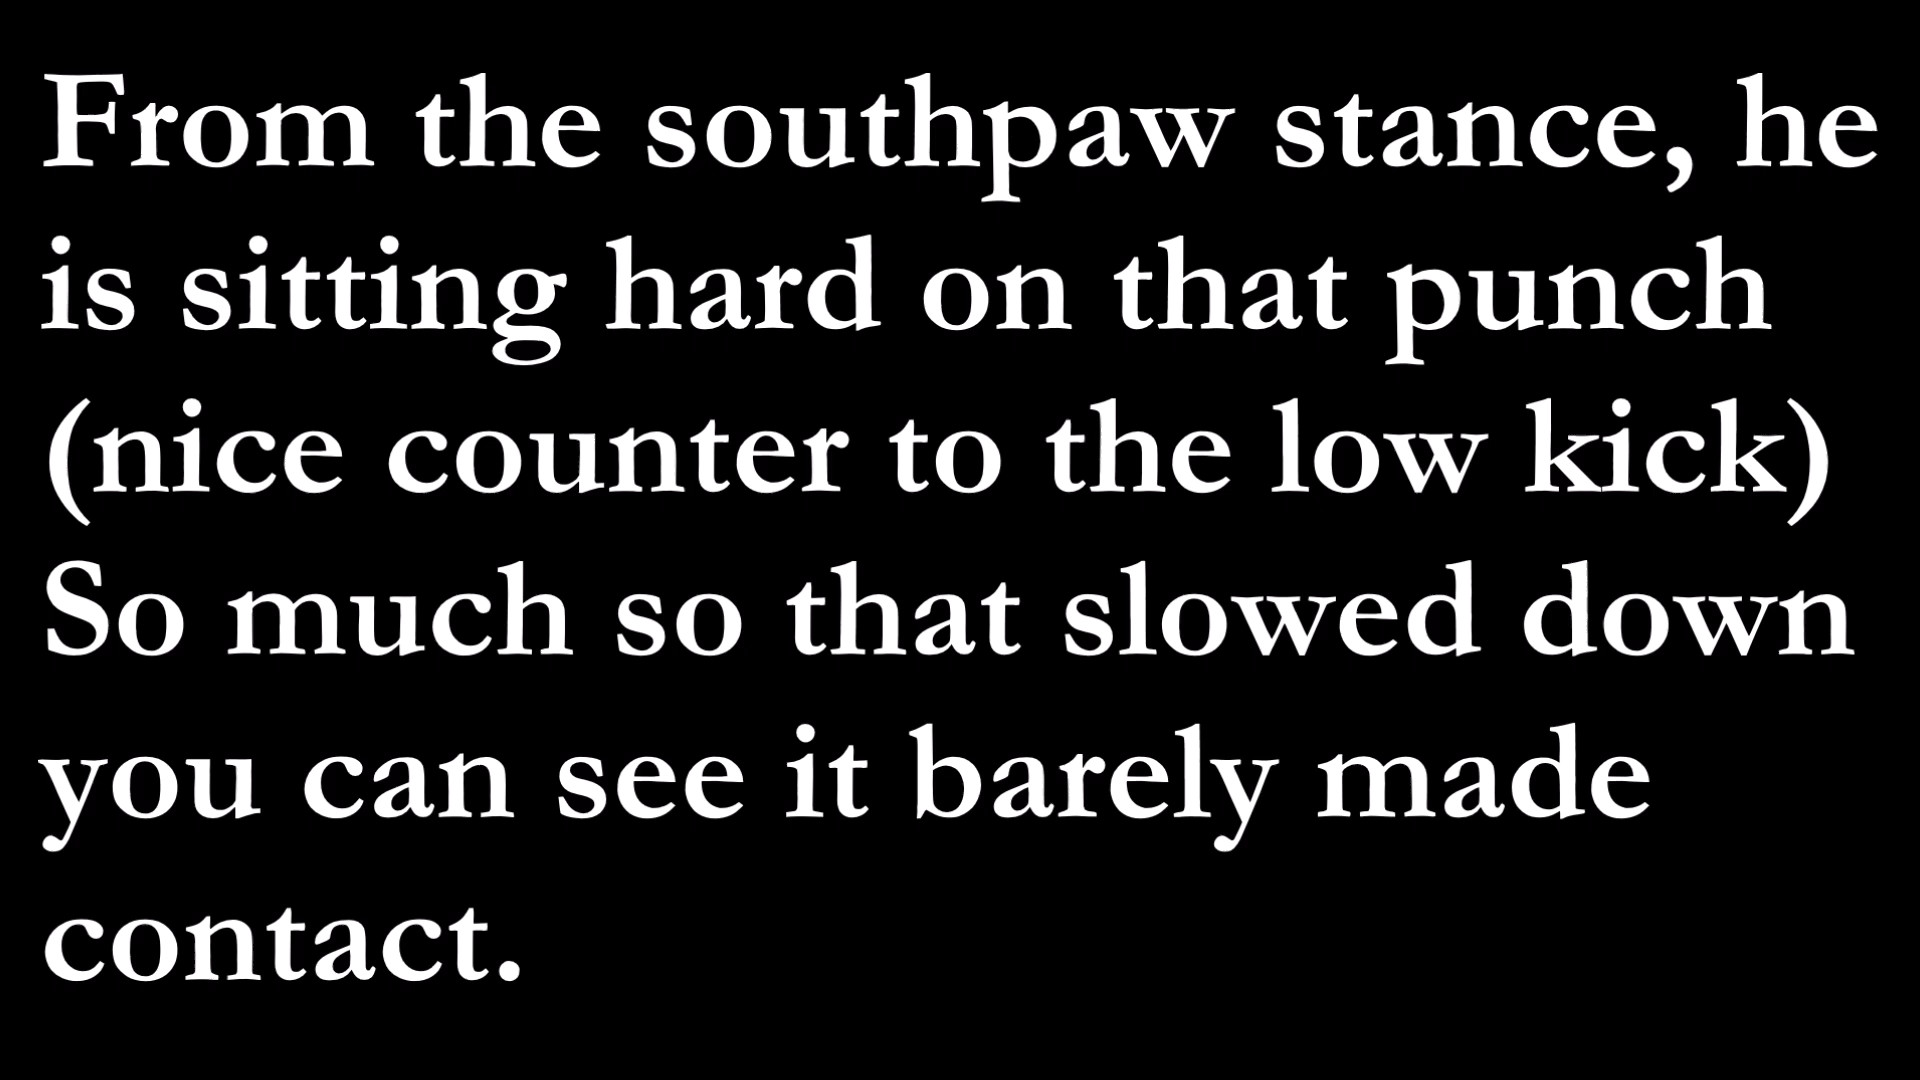 From the southpaw stance, he
is sitting hard on that punch
(nice counter to the low kick)
So much so that slowed down
you can see it barely made
contact.